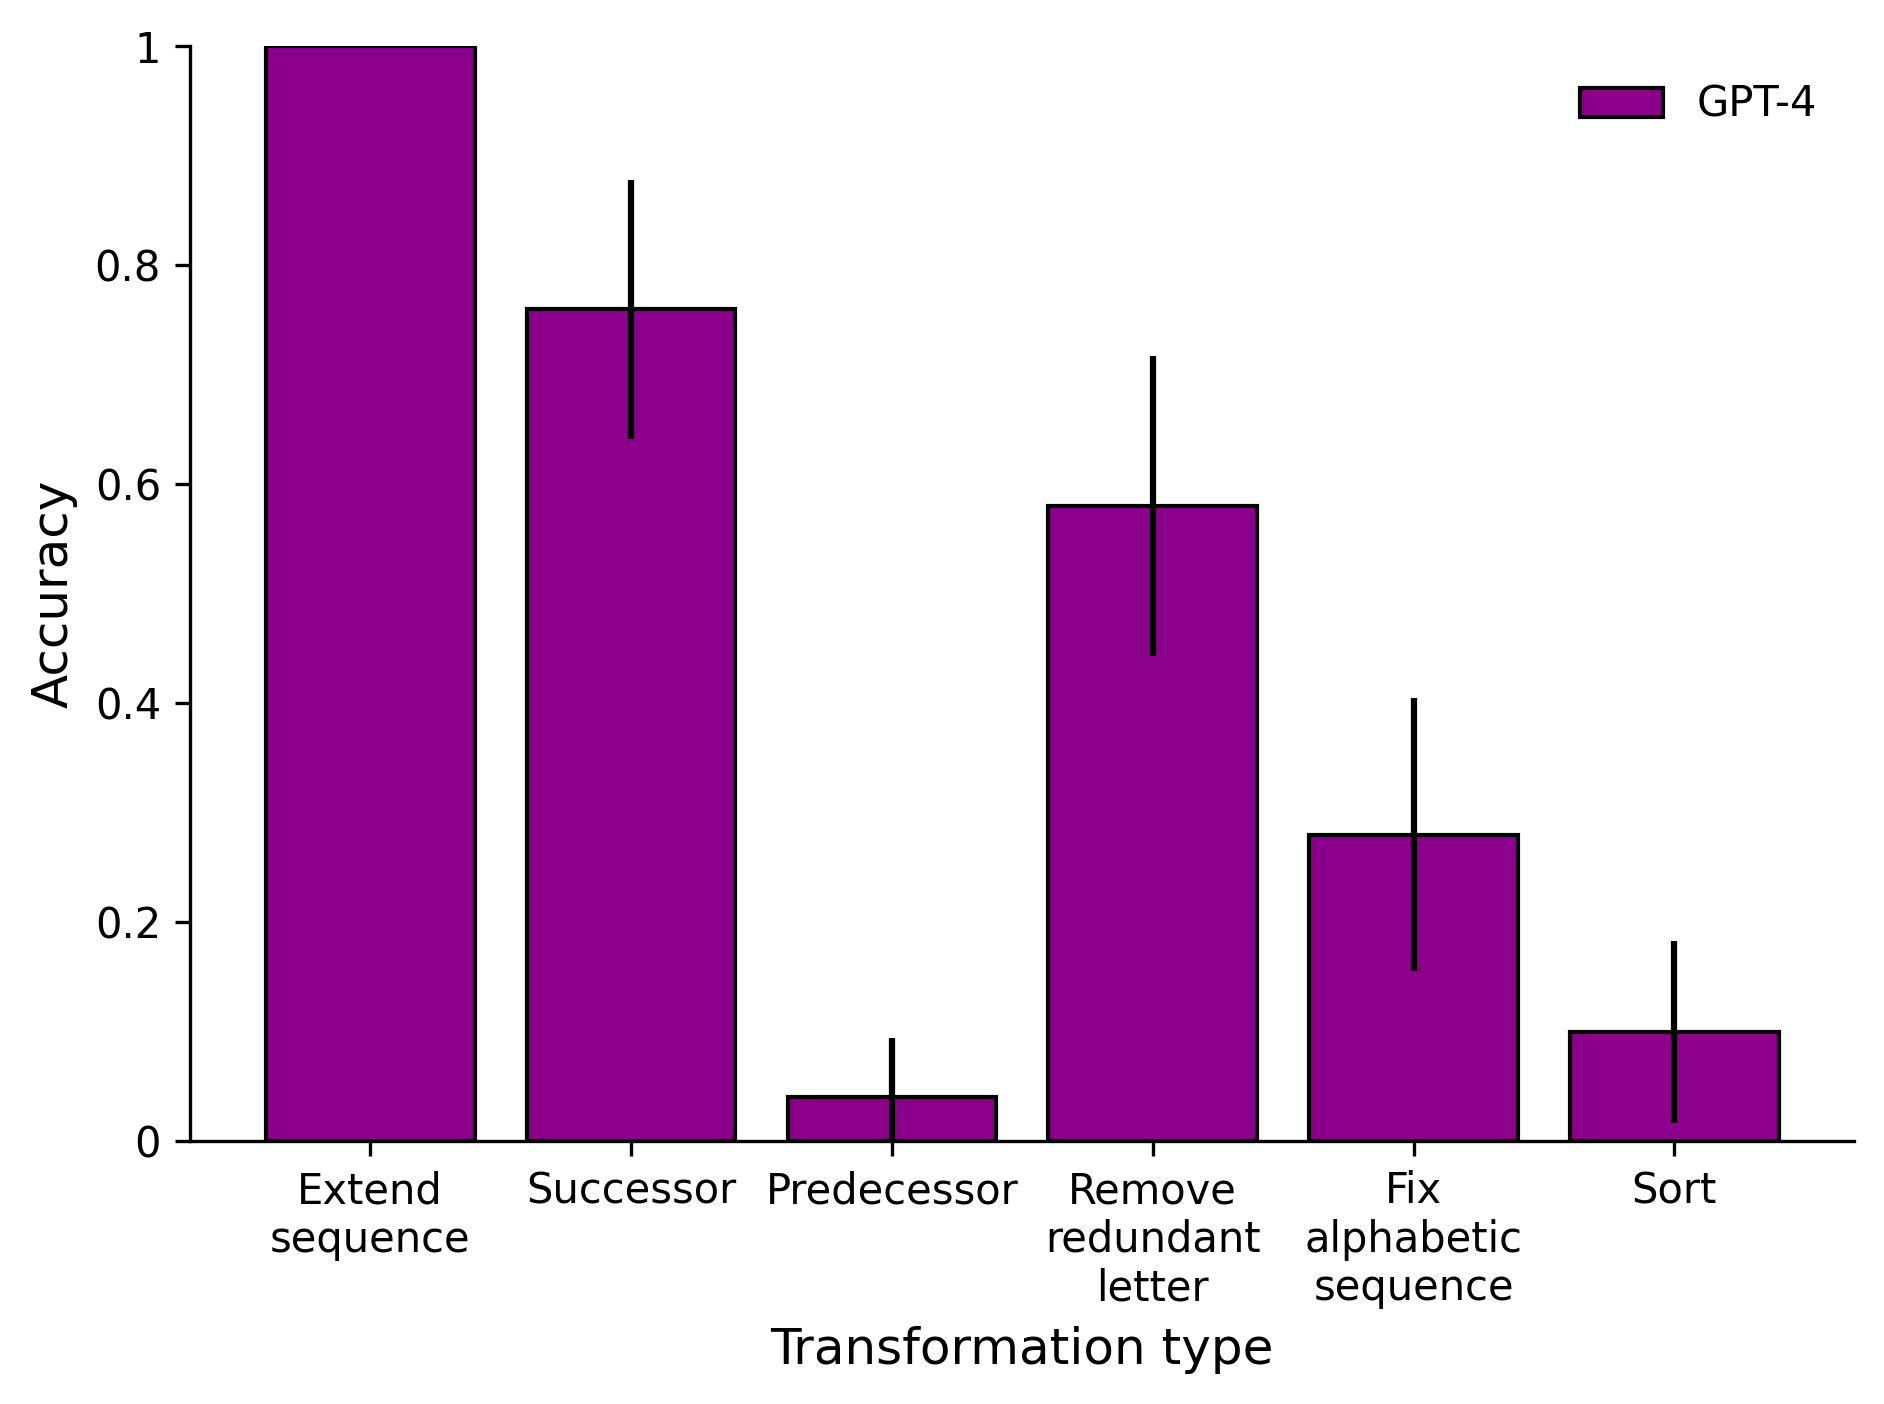 1
0.8
0.6
0.4
0.2
0
Accuracy
GPT-4
Extend
sequence
Successor
Predecessor
Remove
redundant
letter
Fix
alphabetic
sequence
Sort
Transformation type